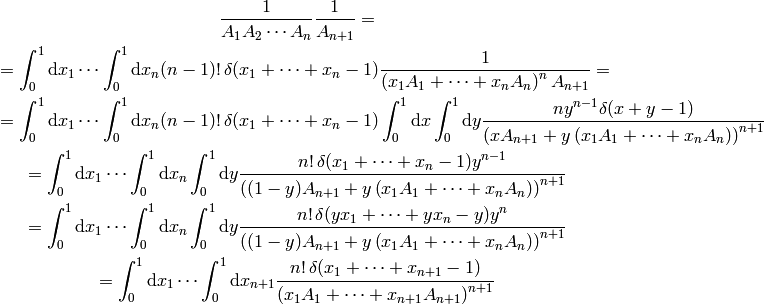 \frac{1}{A_1 A_2 \cdots A_n} \frac{1}{A_{n+1}} =
= \int_0^1 \mathrm{d}x_1 \cdots \int_0^1 \mathrm{d}x_n (n-1)! \, \delta(x_1 + \cdots + x_n - 1) \frac{1}{(x_1 A_1 + \cdots + x_n A_n)^n A_{n+1}} =
= \int_0^1 \mathrm{d}x_1 \cdots \int_0^1 \mathrm{d}x_n (n-1)! \, \delta(x_1 + \cdots + x_n - 1) \int_0^1 \mathrm{d}x \int_0^1 \mathrm{d}y \frac{n y^{n-1} \delta(x + y - 1)}{(x A_{n+1} + y (x_1 A_1 + \cdots + x_n A_n))^{n+1}}
= \int_0^1 \mathrm{d}x_1 \cdots \int_0^1 \mathrm{d}x_n \int_0^1 \mathrm{d}y \frac{n! \, \delta(x_1 + \cdots + x_n - 1) y^{n-1}}{((1-y) A_{n+1} + y (x_1 A_1 + \cdots + x_n A_n))^{n+1}}
= \int_0^1 \mathrm{d}x_1 \cdots \int_0^1 \mathrm{d}x_n \int_0^1 \mathrm{d}y \frac{n! \, \delta(y x_1 + \cdots + y x_n - y) y^n}{((1-y) A_{n+1} + y (x_1 A_1 + \cdots + x_n A_n))^{n+1}}
= \int_0^1 \mathrm{d}x_1 \cdots \int_0^1 \mathrm{d}x_{n+1} \frac{n! \, \delta(x_1 + \cdots + x_{n+1} - 1)}{(x_1 A_1 + \cdots + x_{n+1} A_{n+1})^{n+1}}